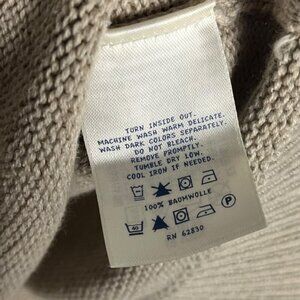 TURN INSIDE OUT.
MACHINE WASH WARM DELICATE.
WASH DARK COLORS SEPARATELY.
DO NOT BLEACH.
REMOVE PROMPTLY.
TUMBLE DRY LOW.
COOL IRON IF NEEDED.
100% BAUMWOLLE
40 P
RN 62830